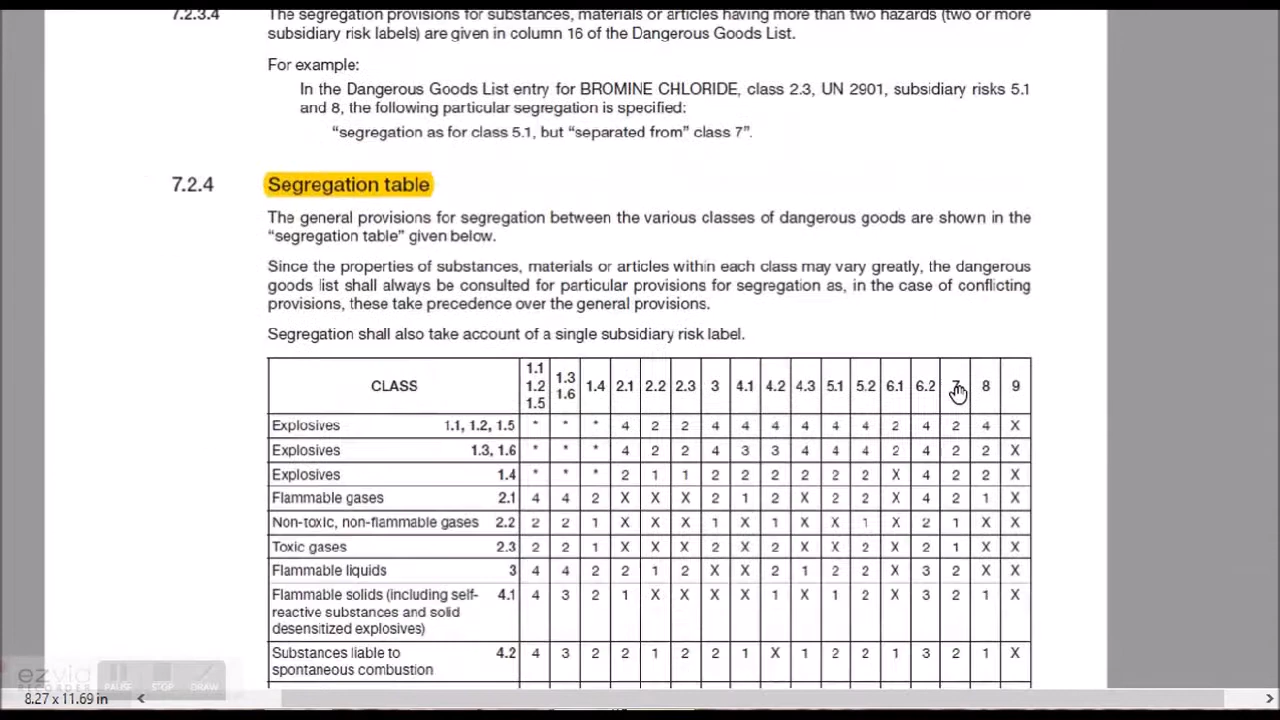 7.2.3.4 The segregation provisions for substances, materials or articles having more than two hazards (two or more
subsidiary risk labels) are given in column 16 of the Dangerous Goods List.
For example:
In the Dangerous Goods List entry for BROMINE CHLORIDE, class 2.3, UN 2901, subsidiary risks 5.1
and 8, the following particular segregation is specified:
“segregation as for class 5.1, but “separated from” class 7”.
7.2.4 Segregation table
The general provisions for segregation between the various classes of dangerous goods are shown in the
“segregation table” given below.
Since the properties of substances, materials or articles within each class may vary greatly, the dangerous
goods list shall always be consulted for particular provisions for segregation as, in the case of conflicting
provisions, these take precedence over the general provisions.
Segregation shall also take account of a single subsidiary risk label.
CLASS 1.1 1.2 1.5 1.3 1.6 1.4 2.1 2.2 2.3 3 4.1 4.2 4.3 5.1 5.2 6.1 6.2 7 8 9
Explosives 1.1, 1.2, 1.5 * * * 4 2 2 4 4 4 4 4 4 2 4 2 4 X
Explosives 1.3, 1.6 * * * 4 2 2 4 3 3 4 4 4 2 4 2 2 X
Explosives 1.4 * * * 2 1 1 2 2 2 2 2 2 X 4 2 2 X
Flammable gases 2.1 4 4 2 X X X 2 1 2 X 2 2 X 4 2 1 X
Non-toxic, non-flammable gases 2.2 2 2 1 X X X 1 X 1 X X 1 X 2 1 X X
Toxic gases 2.3 2 2 1 X X X 2 X 2 X X 2 X 2 1 X X
Flammable liquids 3 4 4 2 2 1 2 X X 2 1 2 2 X 3 2 X X
Flammable solids (including self- 4.1 4 3 2 1 X X X X 1 X 1 2 X 3 2 1 X
reactive substances and solid
desensitized explosives)
Substances liable to 4.2 4 3 2 2 1 2 2 1 X 1 2 2 1 3 2 1 X
spontaneous combustion
ezvid
RECORDER PAUSE STOP DRAW
8.27 x 11.69 in